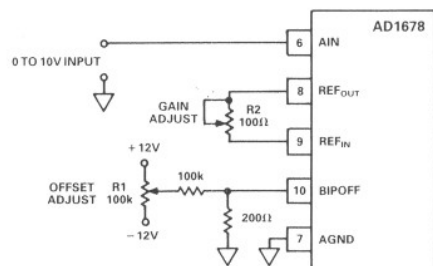 AD1678
6 AIN
0 TO 10V INPUT
8 REFOUT
GAIN
ADJUST
R2
100Ω
9 REFIN
+12V
OFFSET
ADJUST
R1
100k
100k
10 BIPOFF
200Ω
−12V
7 AGND